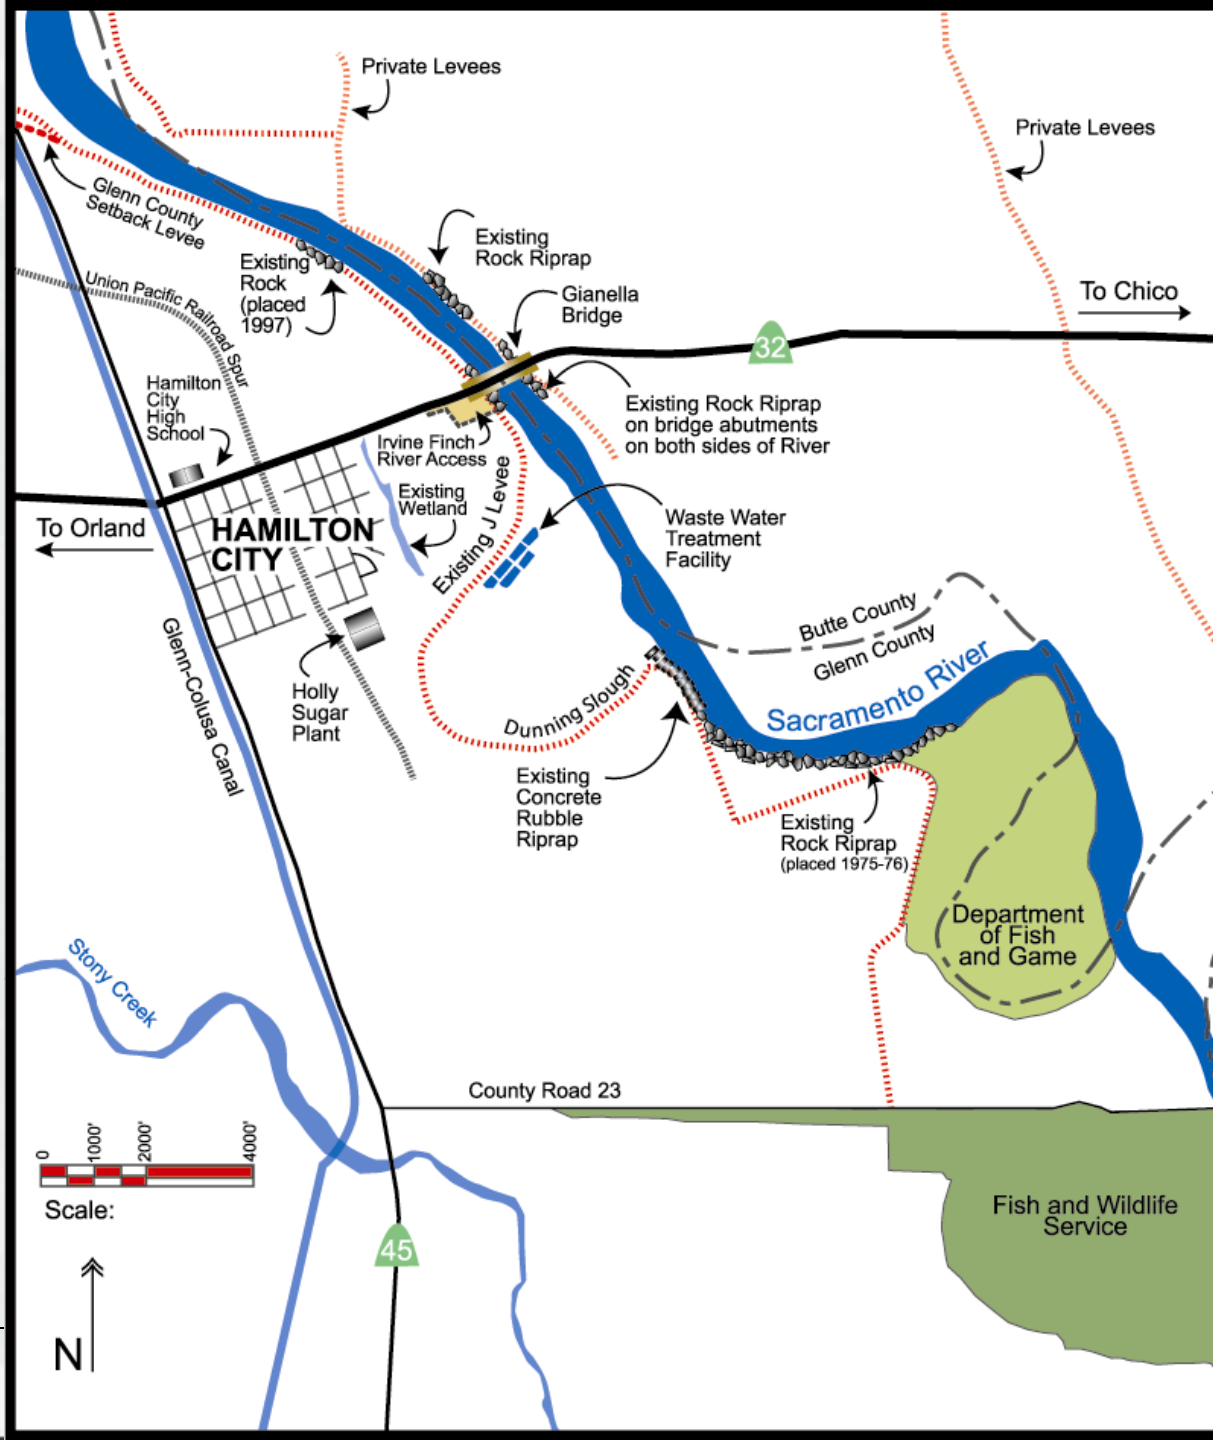 Private Levees
Private Levees
Glenn County
Setback Levee
Existing
Rock Riprap
Existing
Rock
(placed
1997)
Union Pacific Railroad Spur
Gianella
Bridge
To Chico
32
Hamilton
City
High
School
Existing Rock Riprap
on bridge abutments
on both sides of River
Irvine Finch
River Access
Existing
Wetland
Existing J Levee
Waste Water
Treatment
Facility
To Orland
HAMILTON
CITY
Butte County
Glenn County
Glenn-Colusa Canal
Holly
Sugar
Plant
Dunning Slough
Sacramento River
Existing
Concrete
Rubble
Riprap
Existing
Rock Riprap
(placed 1975-76)
Department
of Fish
and Game
Stony Creek
County Road 23
0 1000' 2000' 4000'
Scale:
Fish and Wildlife
Service
45
N